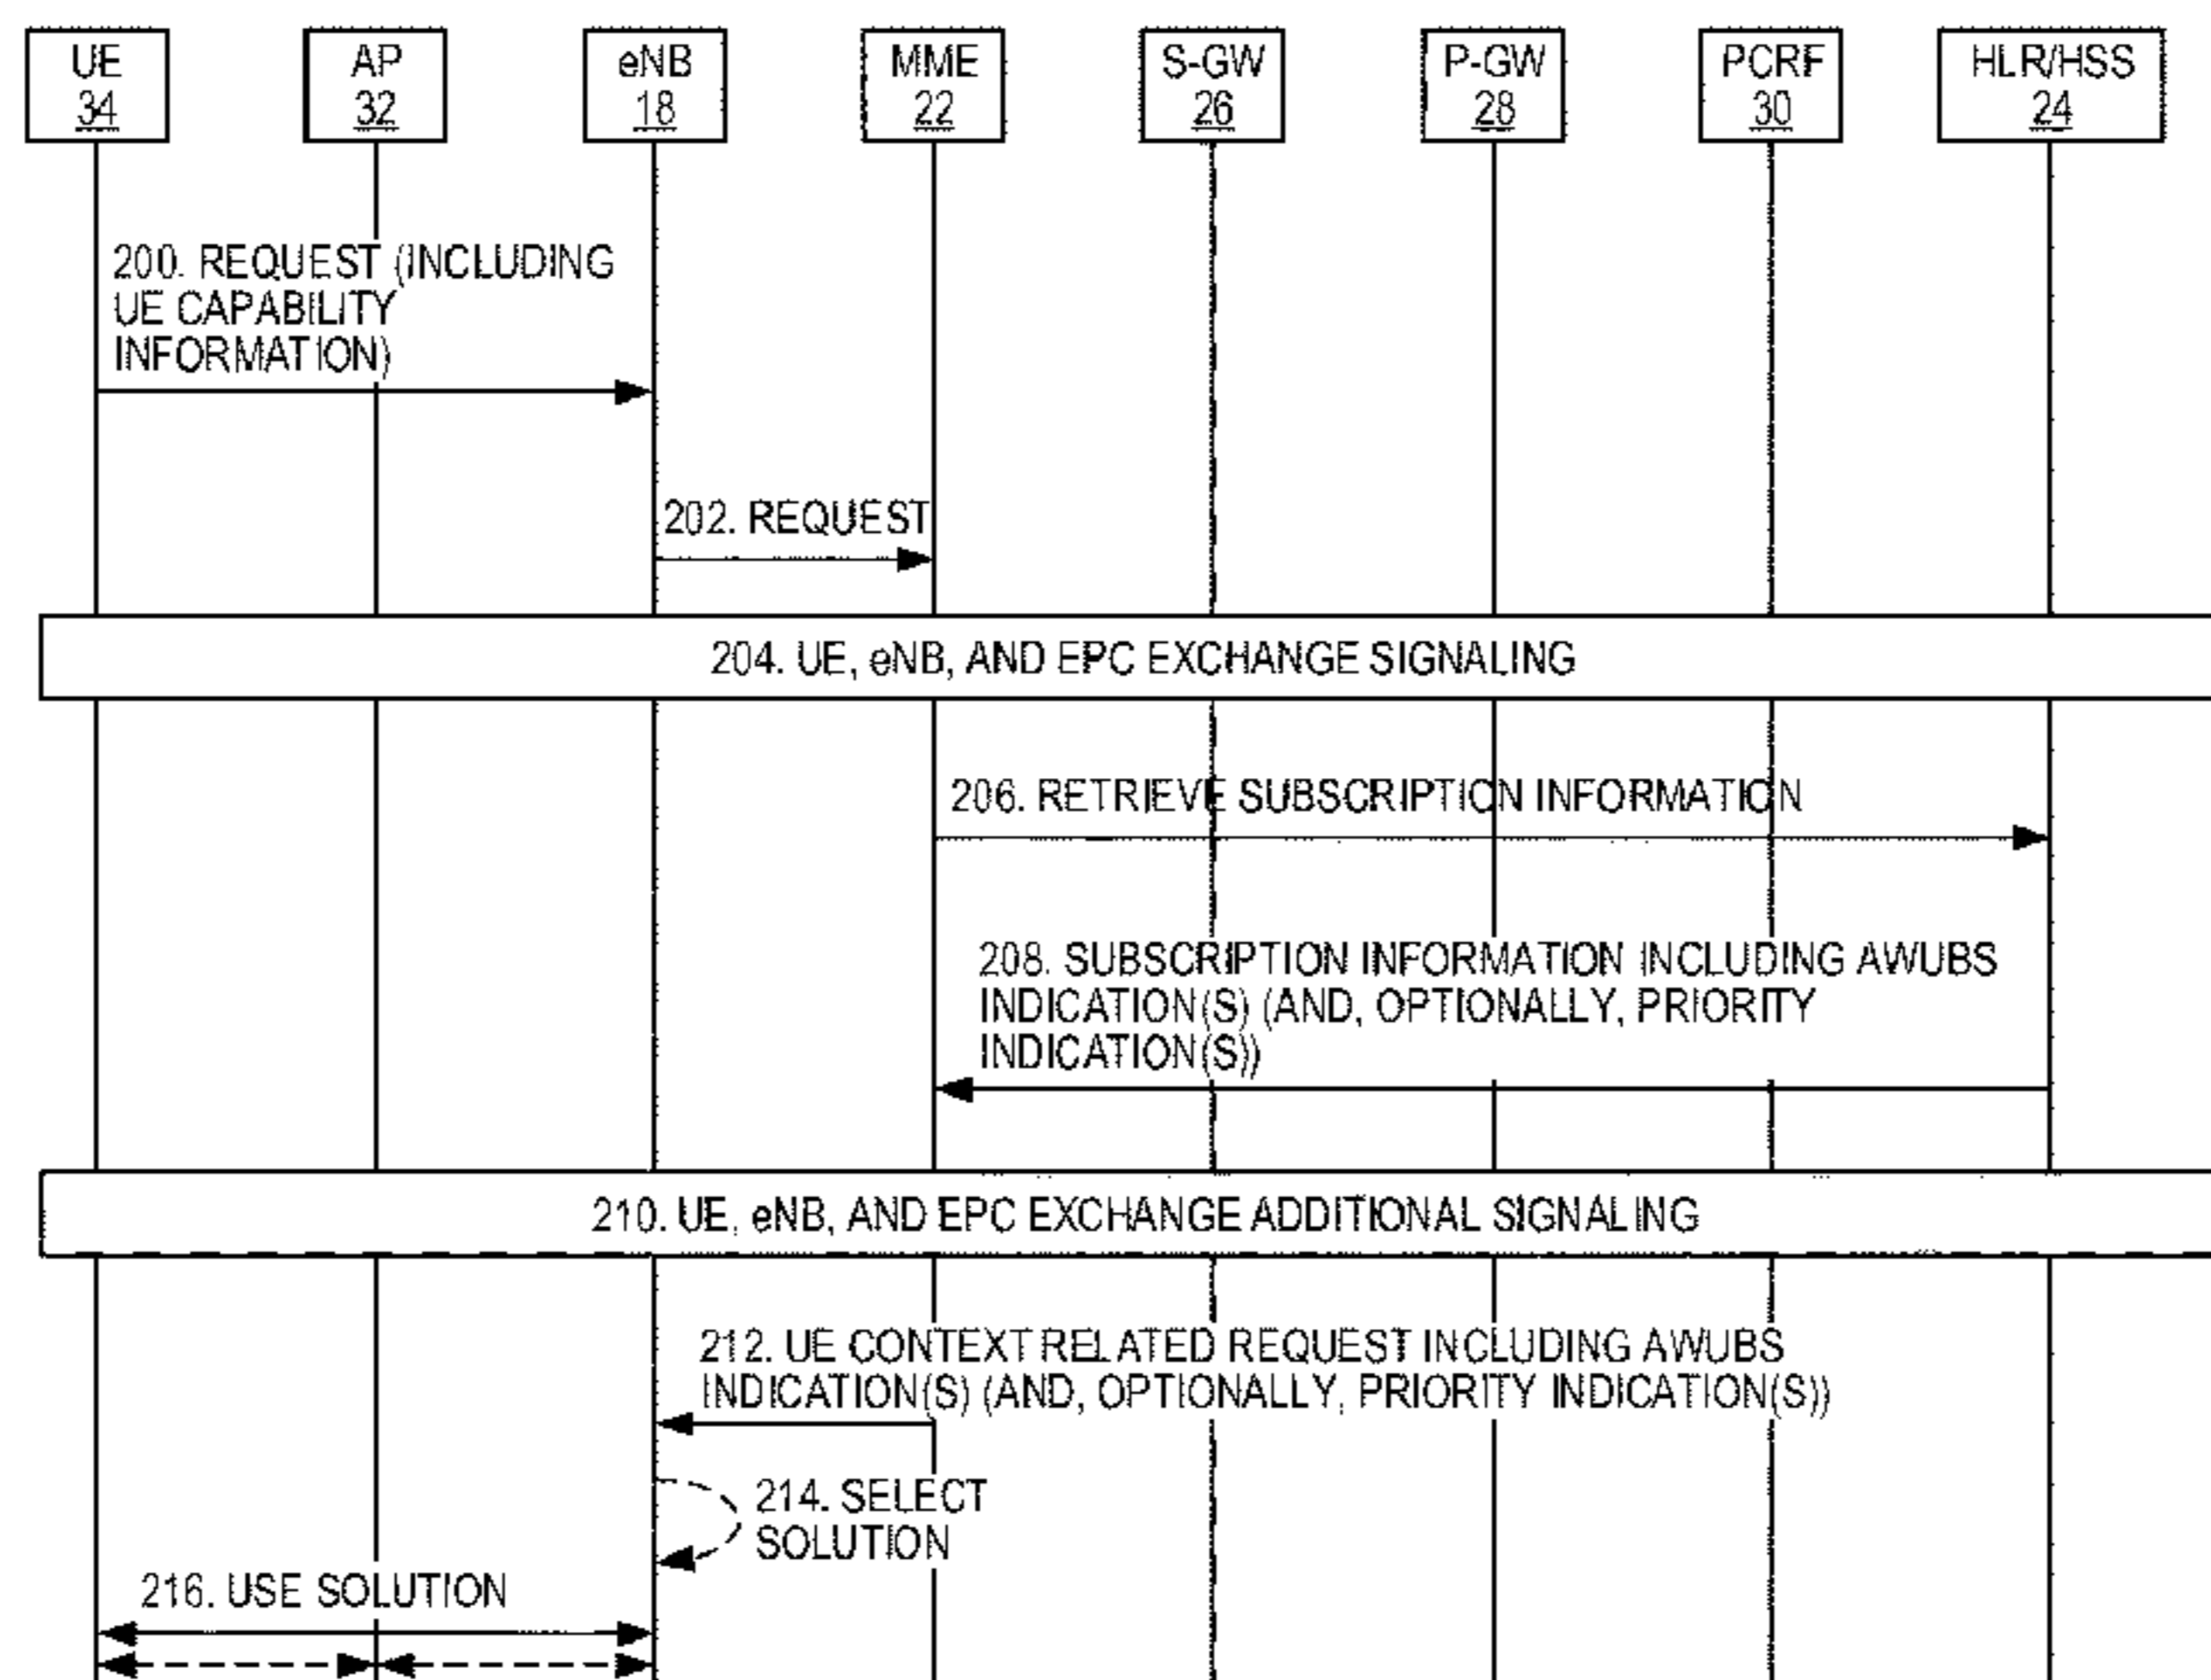 UE
34
AP
32
eNB
18
MME
22
S-GW
26
P-GW
28
PCRF
30
HLR/HSS
24
200. REQUEST (INCLUDING
UE CAPABILITY
INFORMATION)
202. REQUEST
204. UE, eNB, AND EPC EXCHANGE SIGNALING
206. RETRIEVE SUBSCRIPTION INFORMATION
208. SUBSCRIPTION INFORMATION INCLUDING AWUBS
INDICATION(S) (AND, OPTIONALLY, PRIORITY
INDICATION(S))
210. UE, eNB, AND EPC EXCHANGE ADDITIONAL SIGNALING
212. UE CONTEXT RELATED REQUEST INCLUDING AWUBS
INDICATION(S) (AND, OPTIONALLY, PRIORITY INDICATION(S))
214. SELECT
SOLUTION
216. USE SOLUTION